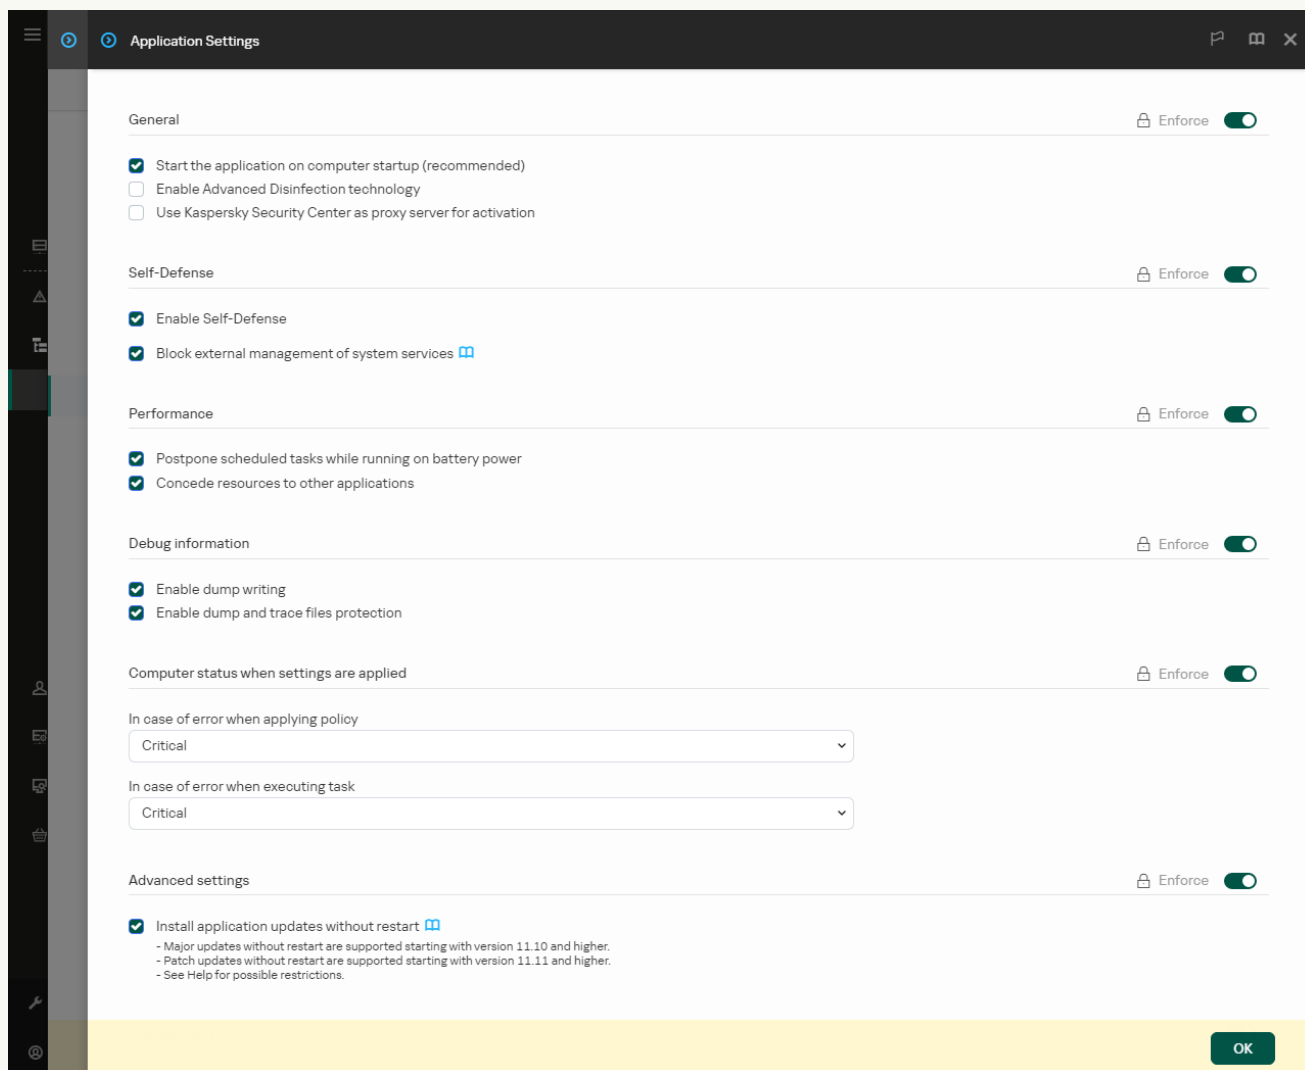 Application Settings
General
Enforce
Start the application on computer startup (recommended)
Enable Advanced Disinfection technology
Use Kaspersky Security Center as proxy server for activation
Self-Defense
Enforce
Enable Self-Defense
Block external management of system services
Performance
Enforce
Postpone scheduled tasks while running on battery power
Concede resources to other applications
Debug information
Enforce
Enable dump writing
Enable dump and trace files protection
Computer status when settings are applied
Enforce
In case of error when applying policy
Critical
In case of error when executing task
Critical
Advanced settings
Enforce
Install application updates without restart
- Major updates without restart are supported starting with version 11.10 and higher.
- Patch updates without restart are supported starting with version 11.11 and higher.
- See Help for possible restrictions.
OK